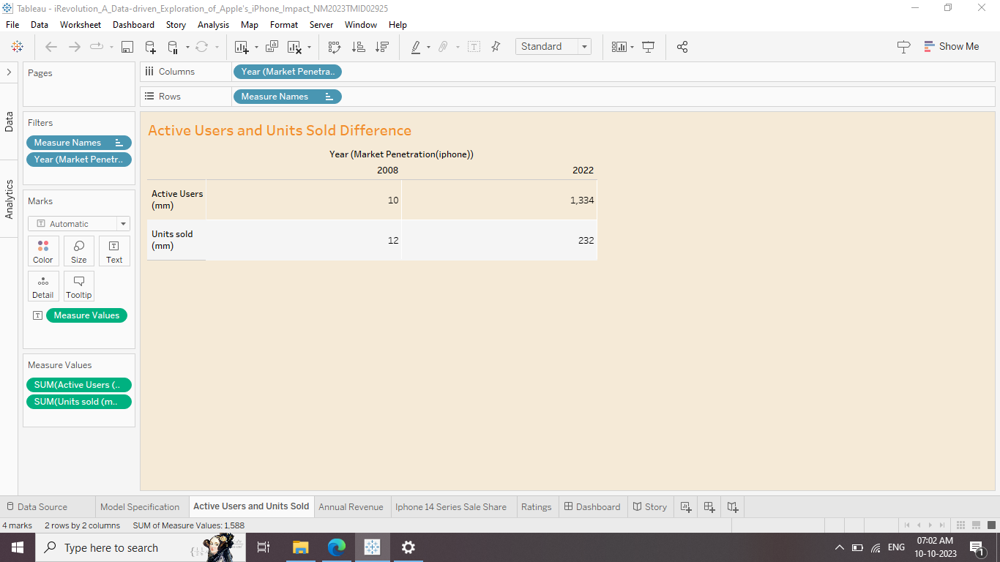 Tableau - iRevolution_A_Data-driven_Exploration_of_Apple's_iPhone_Impact_NM2023TMID02925
File Data Worksheet Dashboard Story Analysis Map Format Server Window Help
Standard
Show Me
Pages
Columns
Year (Market Penetra..
Rows
Measure Names
Data
Analytics
Filters
Measure Names
Year (Market Penetr..
Marks
Automatic
Color Size Text
Detail Tooltip
Measure Values
Measure Values
SUM(Active Users (..
SUM(Units sold (m..
Active Users and Units Sold Difference
Year (Market Penetration(iphone))
2008 2022
Active Users
(mm) 10 1,334
Units sold
(mm) 12 232
Data Source Model Specification Active Users and Units Sold Annual Revenue Iphone 14 Series Sale Share Ratings Dashboard Story
4 marks 2 rows by 2 columns SUM of Measure Values: 1,588
Type here to search
ENG
07:02 AM
10-10-2023
1